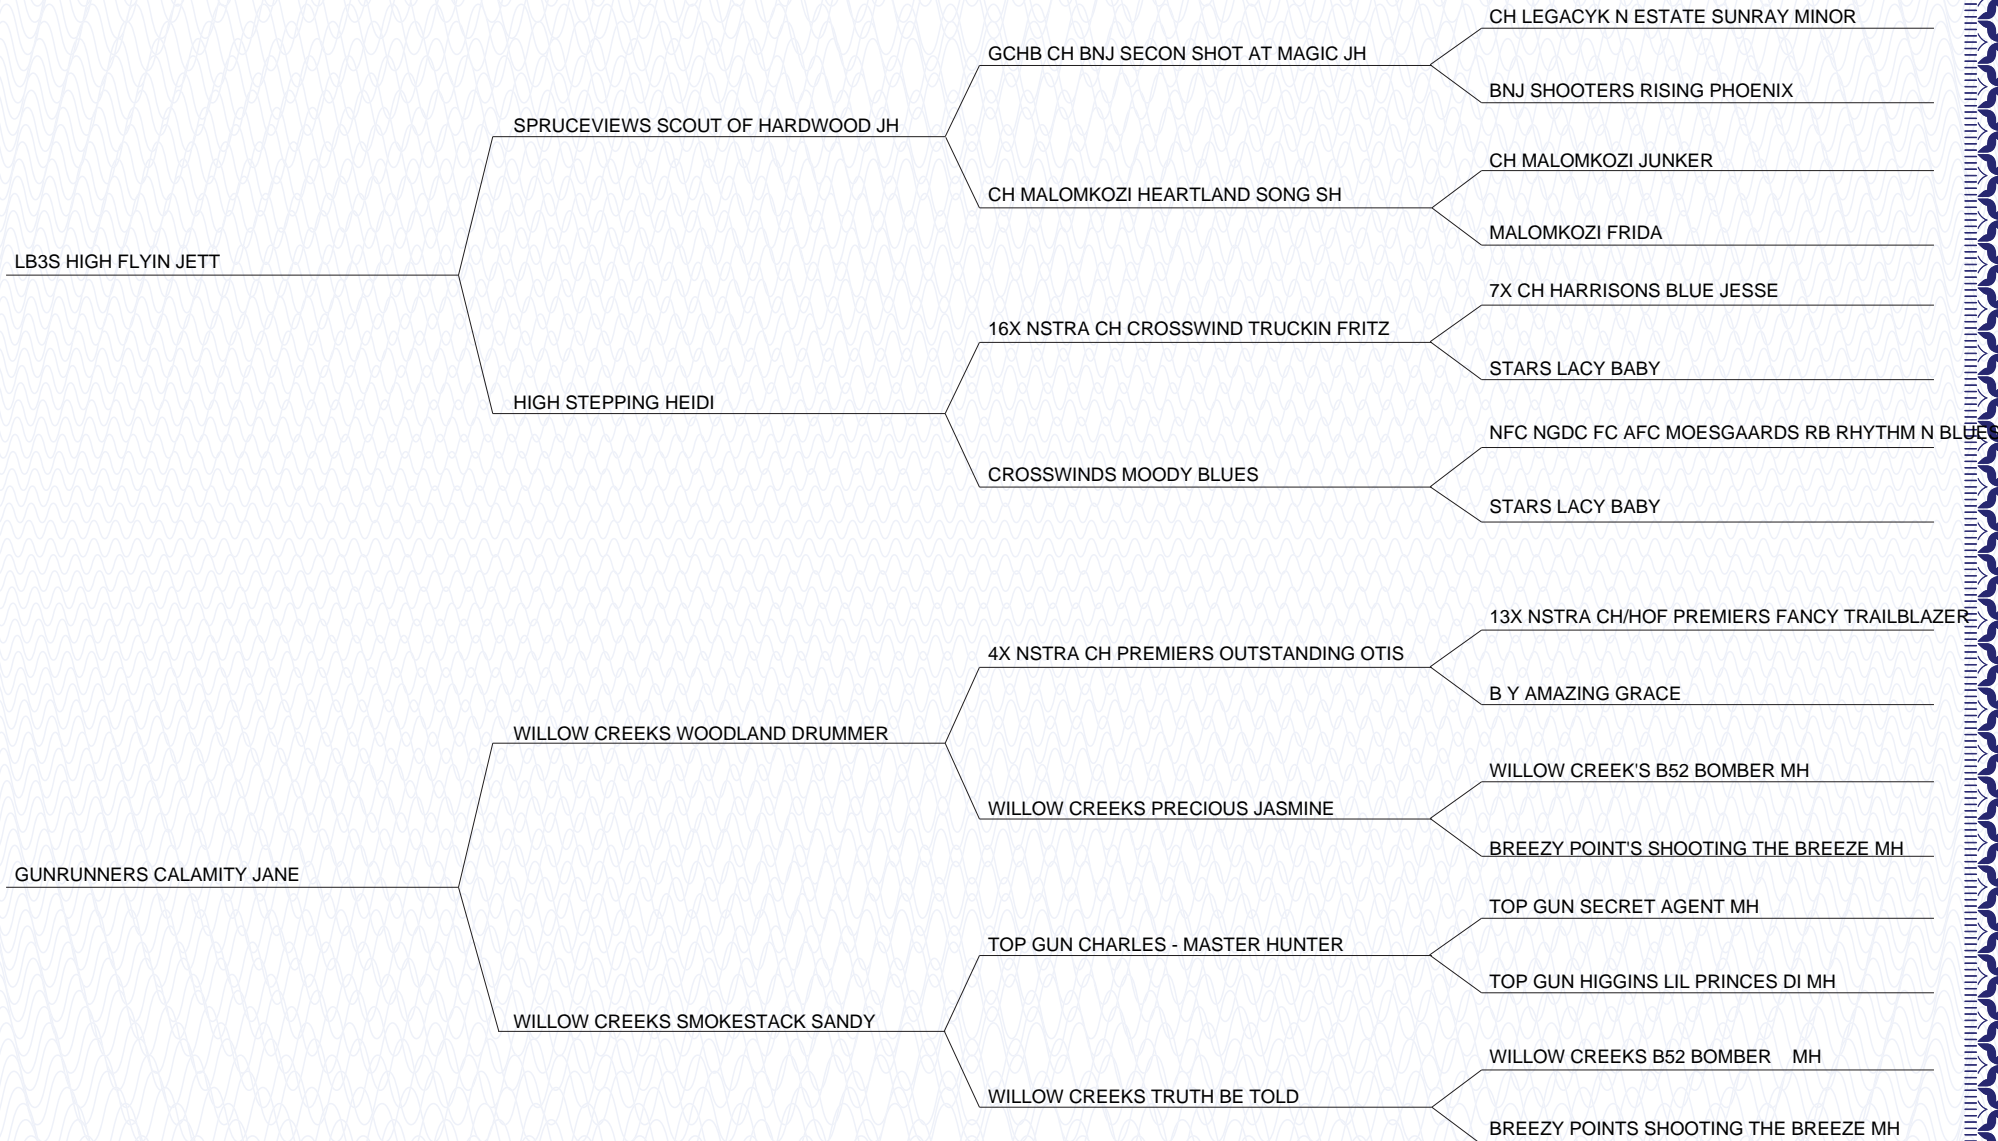 CH LEGACYK N ESTATE SUNRAY MINOR
GCHB CH BNJ SECON SHOT AT MAGIC JH
BNJ SHOOTERS RISING PHOENIX
SPRUCEVIEWS SCOUT OF HARDWOOD JH
CH MALOMKOZI JUNKER
CH MALOMKOZI HEARTLAND SONG SH
MALOMKOZI FRIDA
LB3S HIGH FLYIN JETT
7X CH HARRISONS BLUE JESSE
16X NSTRA CH CROSSWIND TRUCKIN FRITZ
STARS LACY BABY
HIGH STEPPING HEIDI
NFC NGDC FC AFC MOESGAARDS RB RHYTHM N BLUES
CROSSWINDS MOODY BLUES
STARS LACY BABY
13X NSTRA CH/HOF PREMIERS FANCY TRAILBLAZER
4X NSTRA CH PREMIERS OUTSTANDING OTIS
B Y AMAZING GRACE
WILLOW CREEKS WOODLAND DRUMMER
WILLOW CREEK'S B52 BOMBER MH
WILLOW CREEKS PRECIOUS JASMINE
BREEZY POINT'S SHOOTING THE BREEZE MH
GUNRUNNERS CALAMITY JANE
TOP GUN SECRET AGENT MH
TOP GUN CHARLES - MASTER HUNTER
TOP GUN HIGGINS LIL PRINCES DI MH
WILLOW CREEKS SMOKESTACK SANDY
WILLOW CREEKS B52 BOMBER    MH
WILLOW CREEKS TRUTH BE TOLD
BREEZY POINTS SHOOTING THE BREEZE MH